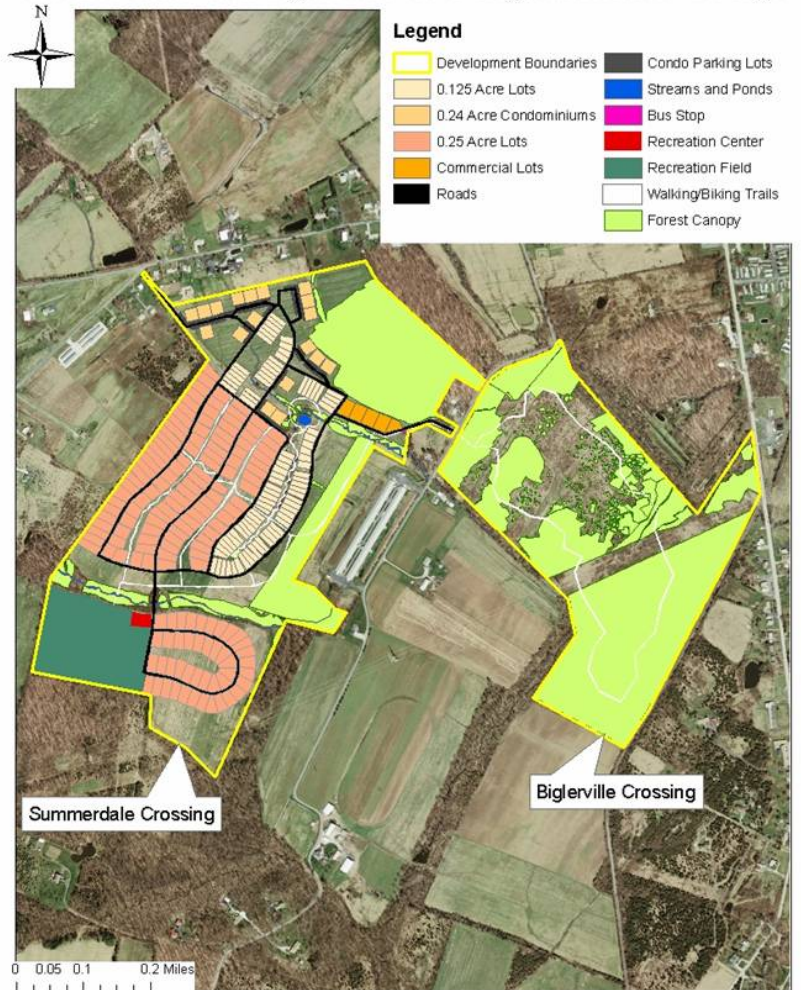 N
Legend
Development Boundaries
0.125 Acre Lots
0.24 Acre Condominiums
0.25 Acre Lots
Commercial Lots
Roads
Condo Parking Lots
Streams and Ponds
Bus Stop
Recreation Center
Recreation Field
Walking/Biking Trails
Forest Canopy
Summerdale Crossing
Biglerville Crossing
0 0.05 0.1 0.2 Miles